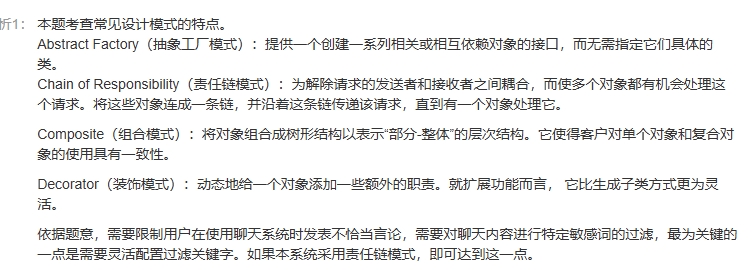 析1： 本题考查常见设计模式的特点。
Abstract Factory（抽象工厂模式）：提供一个创建一系列相关或相互依赖对象的接口，而无需指定它们具体的
类。
Chain of Responsibility（责任链模式）：为解除请求的发送者和接收者之间耦合，而使多个对象都有机会处理这
个请求。将这些对象连成一条链，并沿着这条链传递该请求，直到有一个对象处理它。
Composite（组合模式）：将对象组合成树形结构以表示“部分-整体”的层次结构。它使得客户对单个对象和复合对
象的使用具有一致性。
Decorator（装饰模式）：动态地给一个对象添加一些额外的职责。就扩展功能而言， 它比生成子类方式更为灵
活。
依据题意，需要限制用户在使用聊天系统时发表不恰当言论，需要对聊天内容进行特定敏感词的过滤，最为关键的
一点是需要灵活配置过滤关键字。如果本系统采用责任链模式，即可达到这一点。